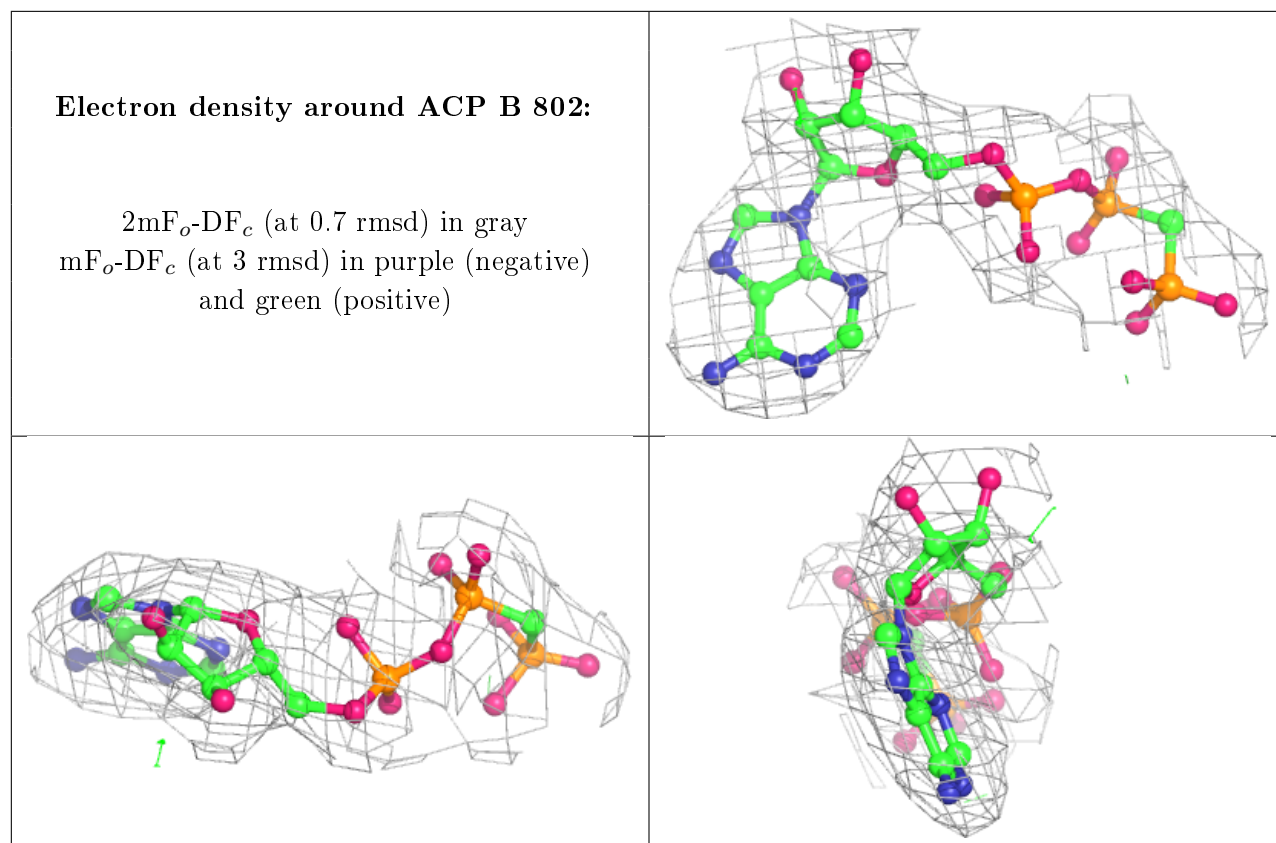 Electron density around ACP B 802:
2mFo-DFc (at 0.7 rmsd) in gray
mFo-DFc (at 3 rmsd) in purple (negative)
and green (positive)